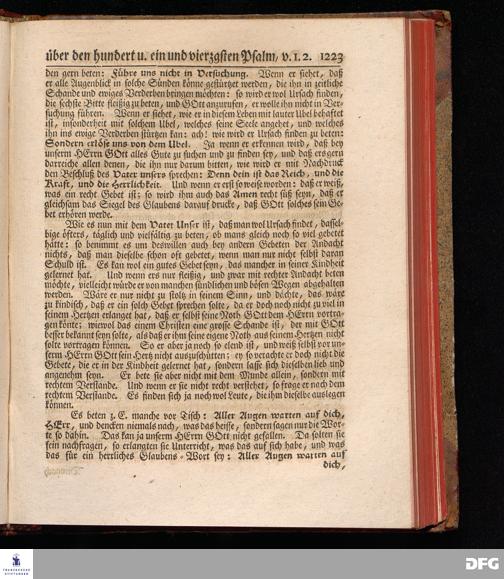 über den hundert u. ein und vierzgsten Psalm, v. 1. 2. 1223
den gern beten: Führe uns nicht in Versuchung. Wenn er siehet, daß
er alle Augenblick in solche Sünden könne gestürtzet werden, die ihn in zeitliche
Schande und ewiges Verderben bringen möchten: so wird er wol Ursach finden,
die sechste Bitte fleißig zu beten, und GOtt anzurufen, er wolle ihn nicht in Ver-
suchung führen. Wenn er siehet, wie er in diesem Leben mit lauter Ubel behaftet
ist, insonderheit mit solchem Ubel, welches seine Seele angehet, und welches
ihn ins ewige Verderben stürtzen kan: ach! wie wird er Ursach finden zu beten:
Sondern erlöse uns von dem Ubel. Ja wenn er erkennen wird, daß bey
unserm HErrn GOtt alles Gute zu suchen und zu finden sey, und daß ers gern
darreiche allen denen, die ihn nur darum bitten, wie wird er mit Nachdruck
den Beschluß des Vater unsers sprechen: Denn dein ist das Reich, und die
Kraft, und die Herrlichkeit. Und wenn er erst so weise worden: daß er weiß,
was ein recht Gebet ist; so wird ihm auch das Amen recht süß seyn, daß er
gleichsam das Siegel des Glaubens darauf drucke, daß GOtt solches sein Ge-
bet erhören werde.
Wie es nun mit dem Vater Unser ist, daß man wol Ursach findet, dassel-
bige öfters, täglich und vielfältig zu beten, ob mans gleich noch so viel gebetet
hätte: so benimmt es um deswillen auch bey andern Gebeten der Andacht
nichts, daß man dieselbe schon oft gebetet, wenn man nur nicht selbst daran
Schuld ist. Es kan wol ein gutes Gebet seyn, das mancher in seiner Kindheit
gelernet hat. Und wenn ers nur fleißig, und zwar mit rechter Andacht beten
möchte, vielleicht würde er von manchen sündlichen und bösen Wegen abgehalten
werden. Wäre er nur nicht zu stoltz in seinem Sinn, und dächte, das wäre
zu kindisch, daß er ein solch Gebet sprechen solte, da er doch noch nicht zu viel in
seinem Hertzen erlanget hat, daß er selbst seine Noth GOtt dem HErrn vortra-
gen könte: wiewol das einem Christen eine grosse Schande ist, der mit GOtt
besser bekannt seyn solte, als daß er ihm seine eigene Noth aus seinem Hertzen nicht
solte vortragen können. So er aber ja noch so elend ist, und weiß selbst vor un-
serm HErrn GOtt sein Hertz nicht auszuschütten: ey so verachte er doch nicht die
Gebete, die er in der Kindheit gelernet hat, sondern lasse sich dieselben lieb und
angenehm seyn. Er bete sie aber nicht mit dem Munde allein, sondern mit
rechtem Verstande. Und wenn er sie nicht recht verstehet, so frage er nach dem
rechtem Verstande. Es finden sich ja noch wol Leute, die ihm dieselbe auslegen
können.
Es beten z. E. manche vor Tisch: Aller Augen warten auf dich,
HErr, und dencken niemals nach, was das heisse, sondern sagen nur die Wor-
te so dahin. Das kan ja unserm HErrn GOtt nicht gefallen. Da solten sie
fein nachfragen, so erlangten sie Unterricht, was das auf sich habe, und was
das für ein herrliches Glaubens-Wort sey: Aller Augen warten auf
dich,
FRANCKESCHE STIFTUNGEN
DFG